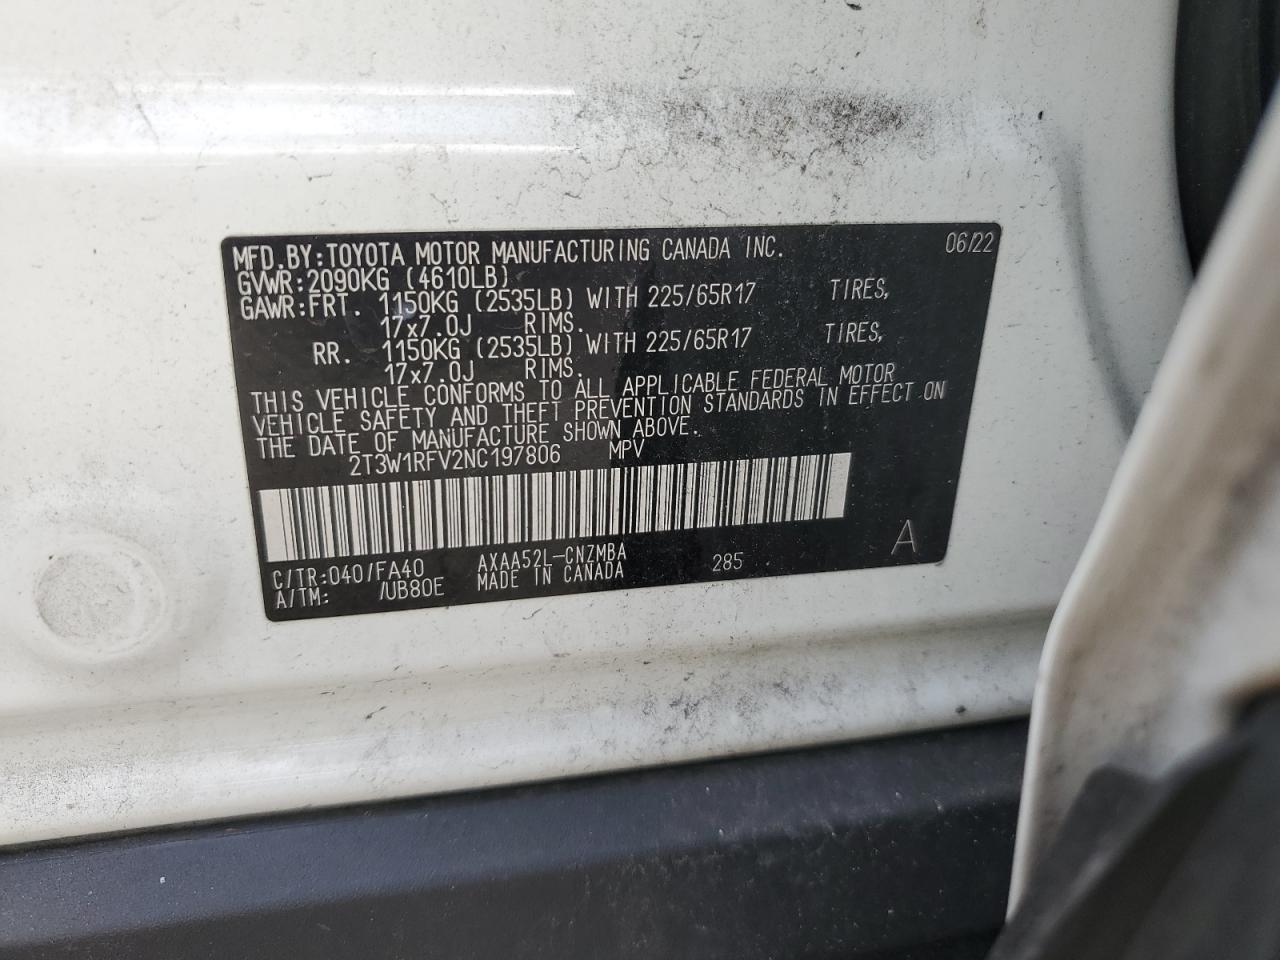 MFD.BY:TOYOTA MOTOR MANUFACTURING CANADA INC. 06/22
GVWR:2090KG (4610LB)
GAWR:FRT. 1150KG (2535LB) WITH 225/65R17 TIRES,
17x7.0J RIMS.
RR. 1150KG (2535LB) WITH 225/65R17 TIRES,
17x7.0J RIMS.
THIS VEHICLE CONFORMS TO ALL APPLICABLE FEDERAL MOTOR
VEHICLE SAFETY AND THEFT PREVENTION STANDARDS IN EFFECT ON
THE DATE OF MANUFACTURE SHOWN ABOVE.
2T3W1RFV2NC197806 MPV
C/TR:040/FA40 AXAA52L-CNZMBA 285 A
A/TM: /UB80E MADE IN CANADA